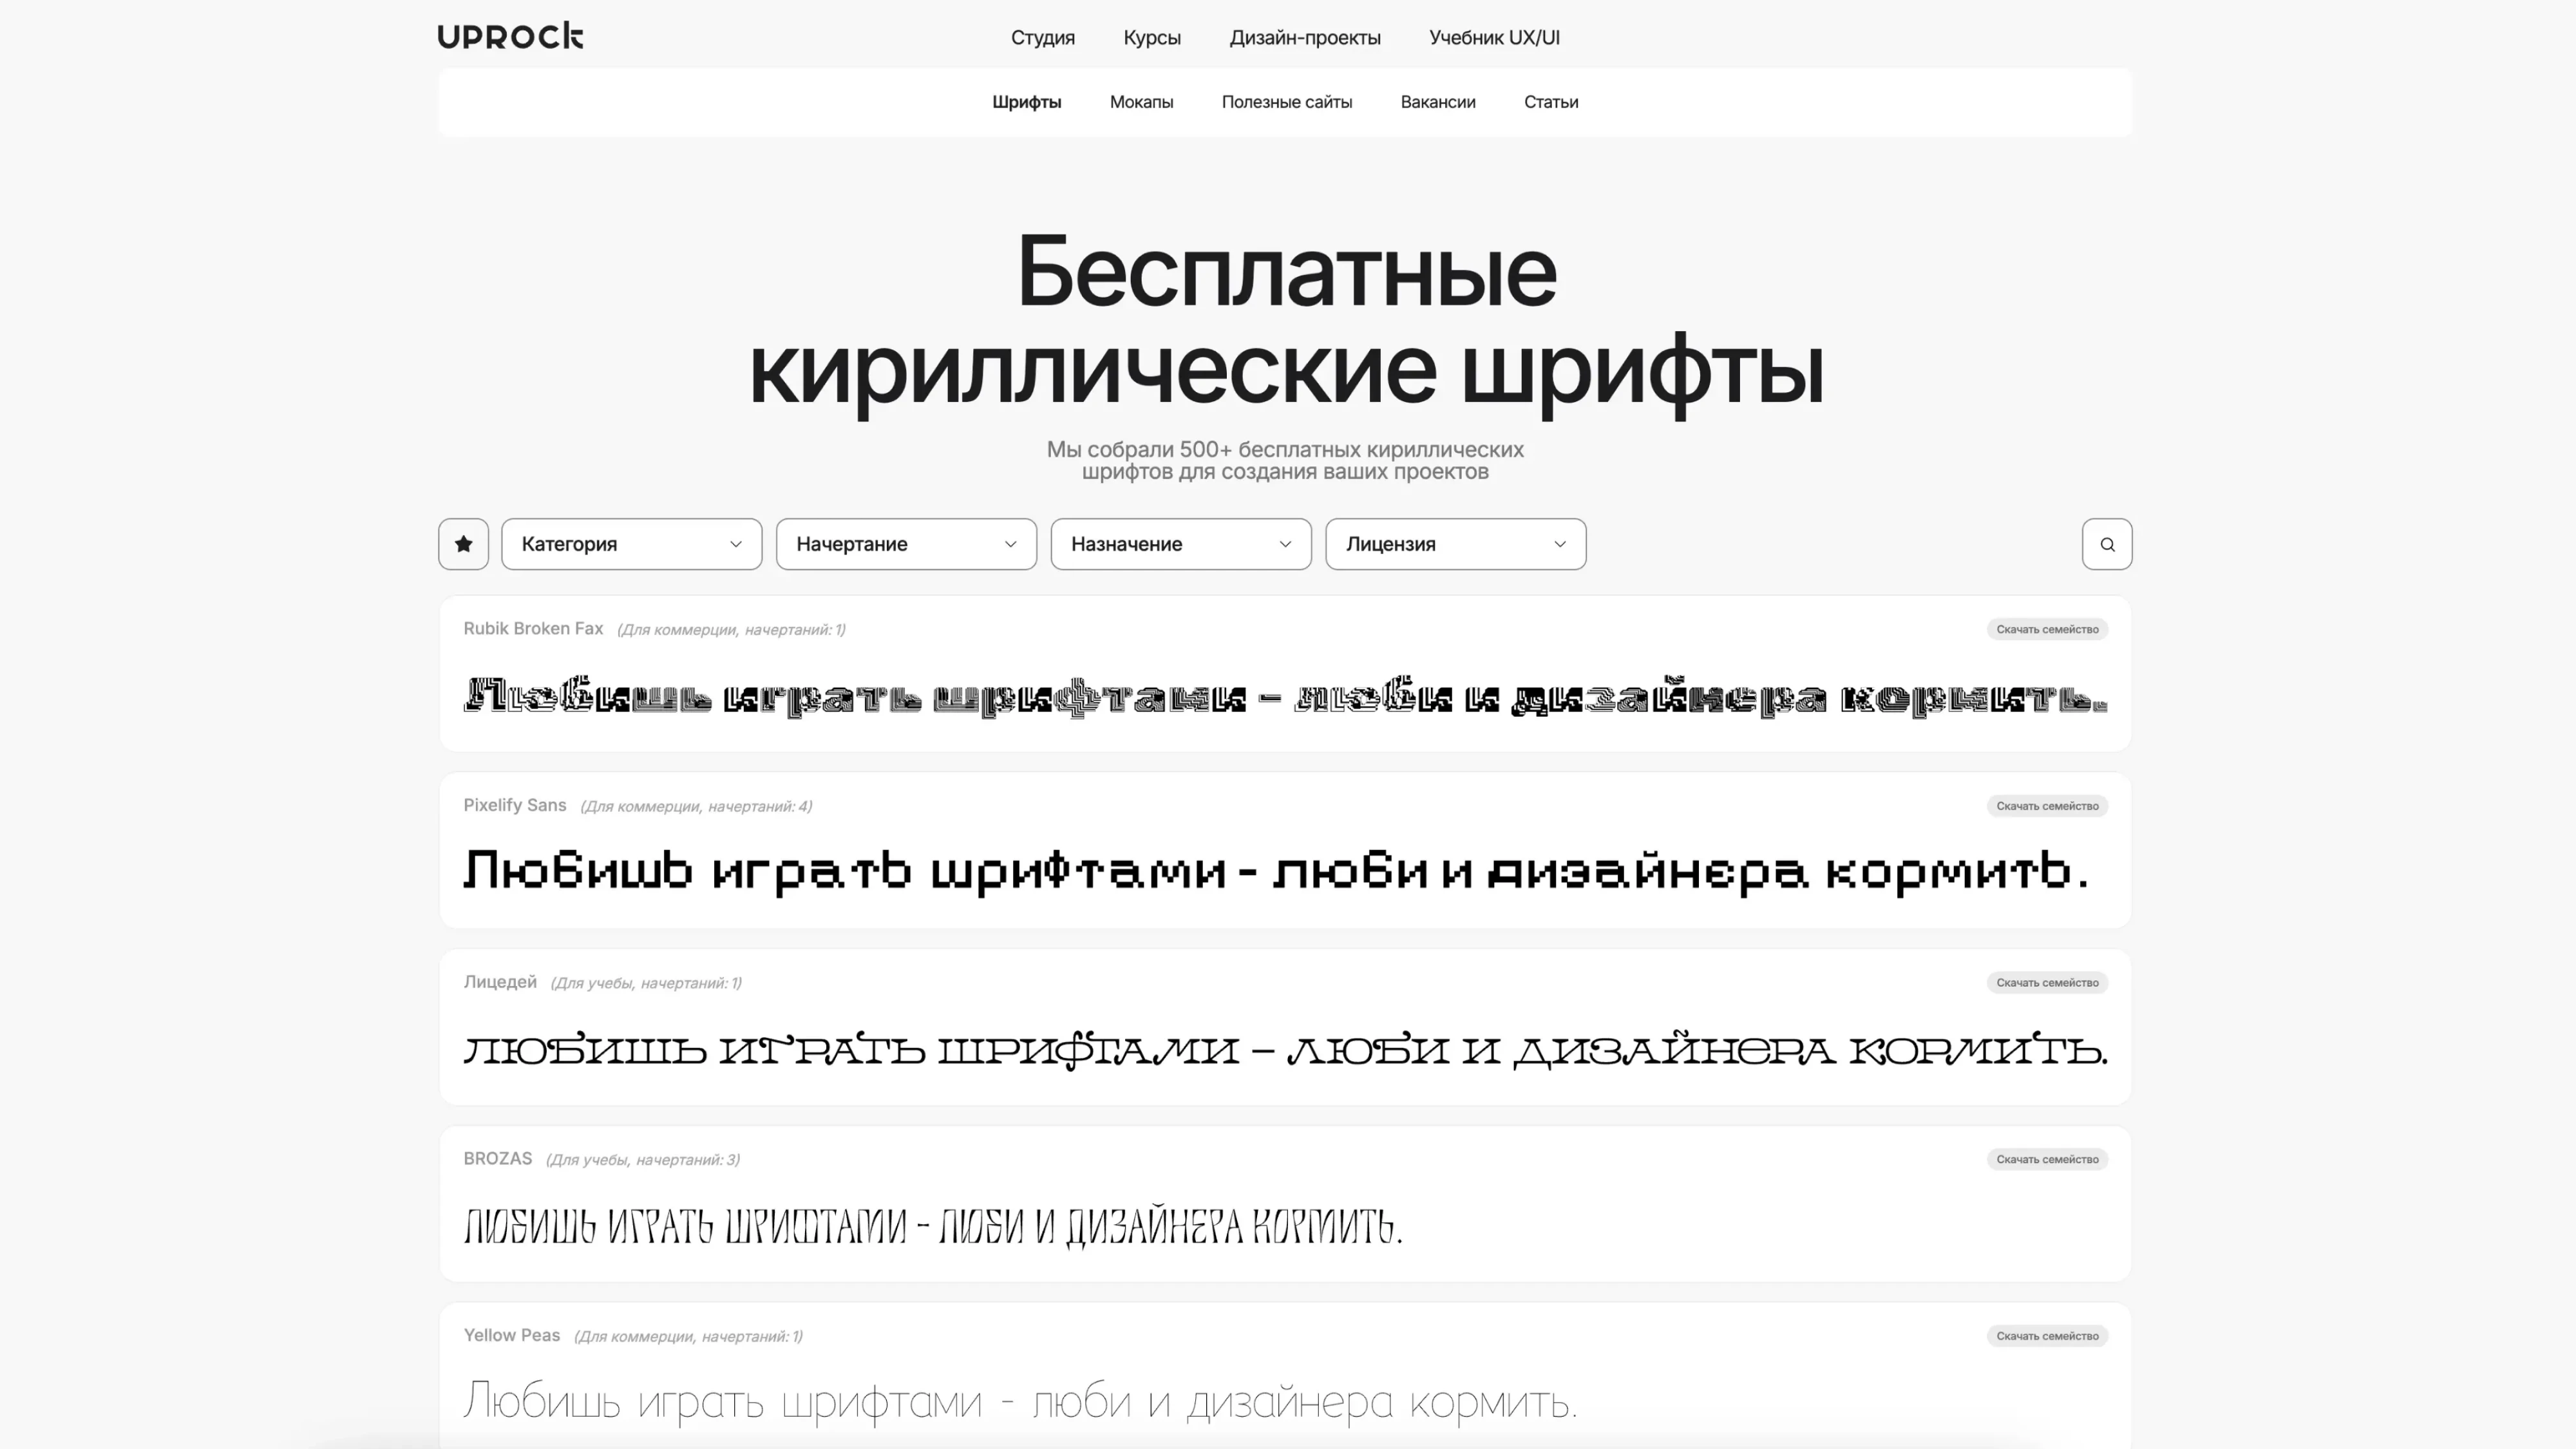 UPROCK
Студия Курсы Дизайн-проекты Учебник UX/UI
Шрифты Мокапы Полезные сайты Вакансии Статьи
Бесплатные
кириллические шрифты
Мы собрали 500+ бесплатных кириллических
шрифтов для создания ваших проектов
Категория Начертание Назначение Лицензия
Rubik Broken Fax (Для коммерции, начертаний: 1) Скачать семейство
Любишь играть шрифтами – люби и дизайнера кормить.
Pixelify Sans (Для коммерции, начертаний: 4) Скачать семейство
Любишь играть шрифтами - люби и дизайнера кормить.
Лицедей (Для учебы, начертаний: 1) Скачать семейство
ЛЮБИШЬ ИГРАТЬ ШРИФТАМИ – ЛЮБИ И ДИЗАЙНЕРА КОРМИТЬ.
BROZAS (Для учебы, начертаний: 3) Скачать семейство
ЛЮБИШЬ ИГРАТЬ ШРИФТАМИ - ЛЮБИ И ДИЗАЙНЕРА КОРМИТЬ.
Yellow Peas (Для коммерции, начертаний: 1) Скачать семейство
Любишь играть шрифтами - люби и дизайнера кормить.